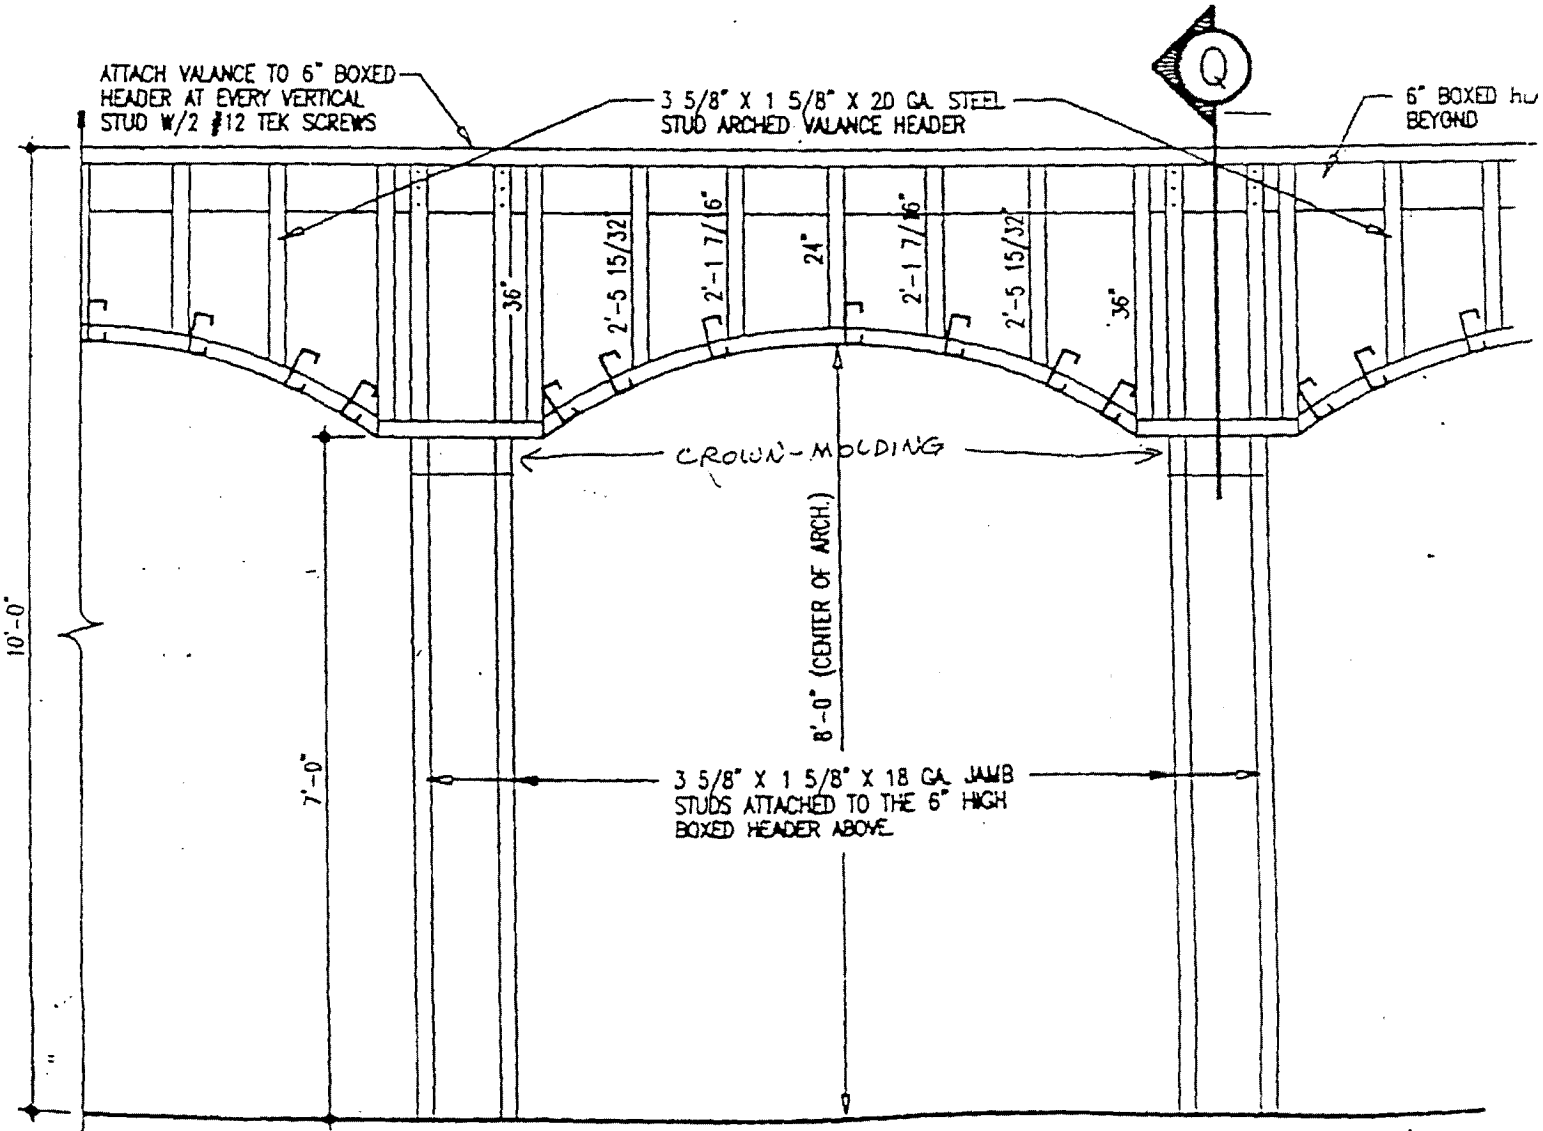 Q
ATTACH VALANCE TO 6" BOXED
HEADER AT EVERY VERTICAL
STUD W/2 #12 TEK SCREWS
3 5/8" X 1 5/8" X 20 GA. STEEL
STUD ARCHED VALANCE HEADER
6" BOXED
BEYOND
36"
2'-5 15/32"
2'-1 7/16"
24"
2'-1 7/16"
2'-5 15/32"
36"
CROWN-MOLDING
8'-0" (CENTER OF ARCH.)
10'-0"
7'-0"
3 5/8" X 1 5/8" X 18 GA. JAMB
STUDS ATTACHED TO THE 6" HIGH
BOXED HEADER ABOVE.